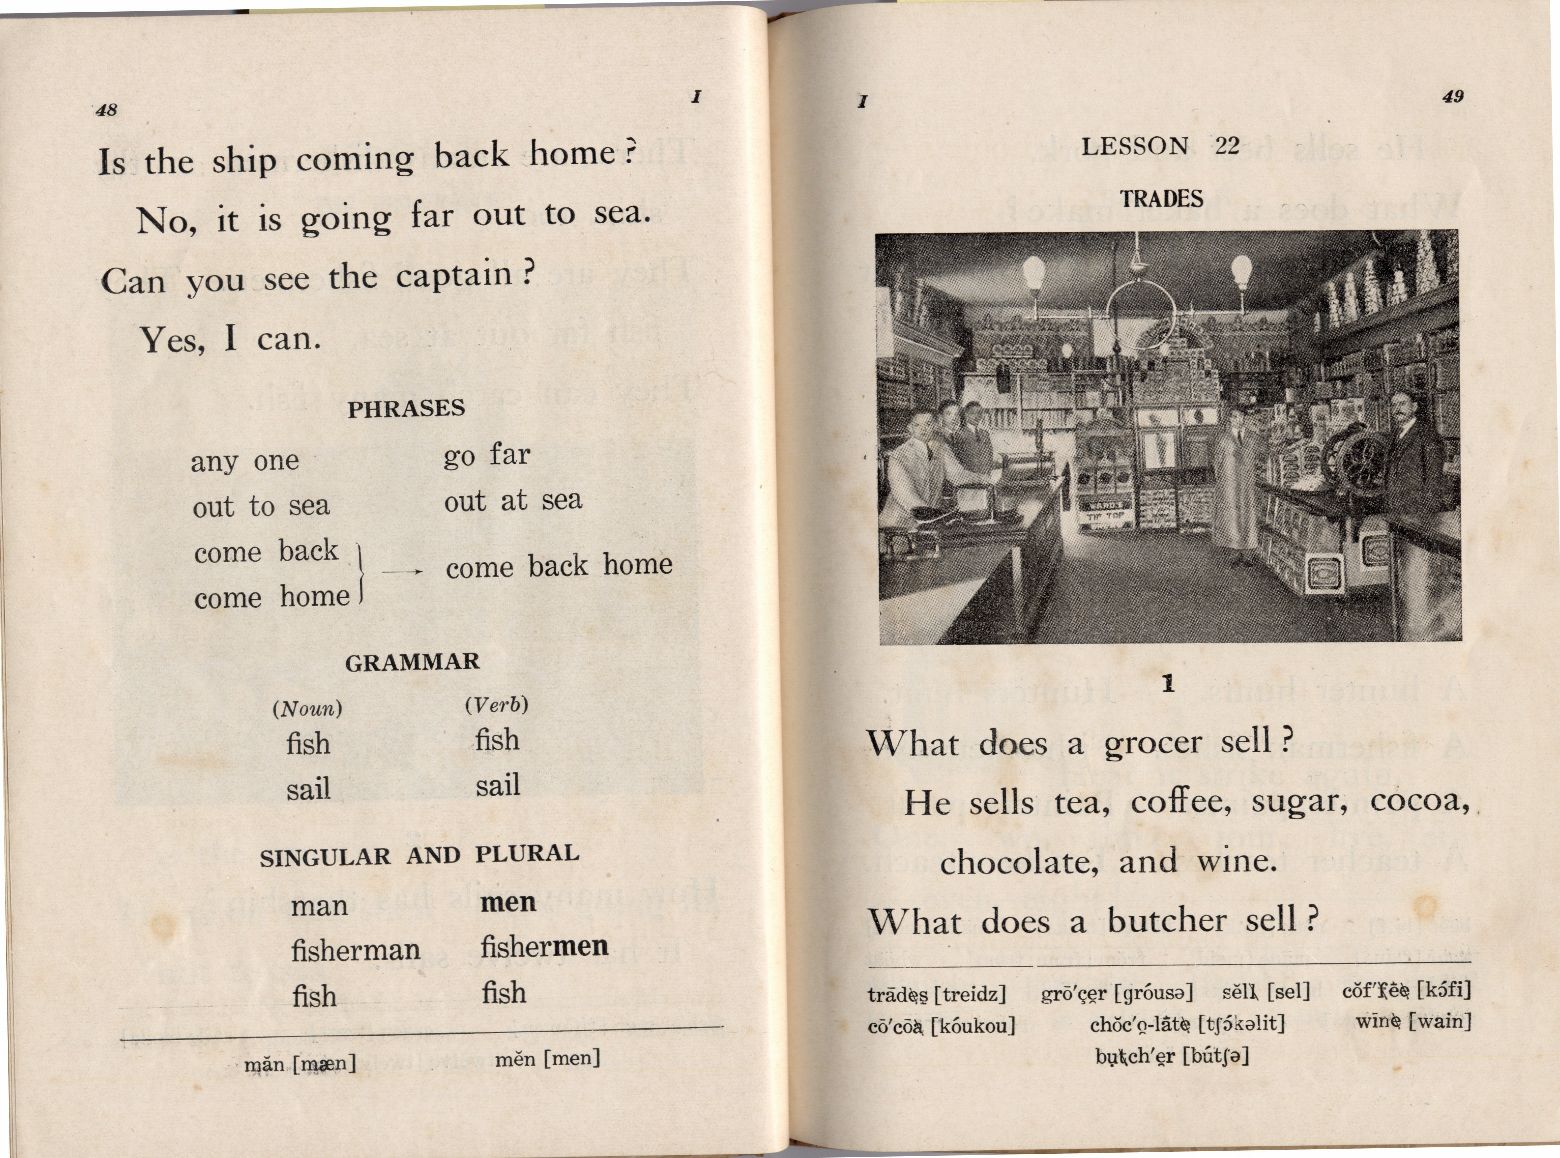 48
I
Is the ship coming back home?
No, it is going far out to sea.
Can you see the captain?
Yes, I can.
PHRASES
any one    go far
out to sea    out at sea
come back
come home } → come back home
GRAMMAR
(Noun)    (Verb)
fish    fish
sail    sail
SINGULAR AND PLURAL
man    men
fisherman    fishermen
fish    fish
măn [mæn]    mĕn [men]
I
49
LESSON 22
TRADES
WARD'S
TIP TOP
1
What does a grocer sell?
He sells tea, coffee, sugar, cocoa,
chocolate, and wine.
What does a butcher sell?
trādes [treidz]    grō'çer [gróusə]    sĕll [sel]    cŏf'fee [kɔ́fi]
cō'cōa [kóukou]    chŏc'o-late [tʃɔ́kəlit]    wīne [wain]
butch'er [bútʃə]